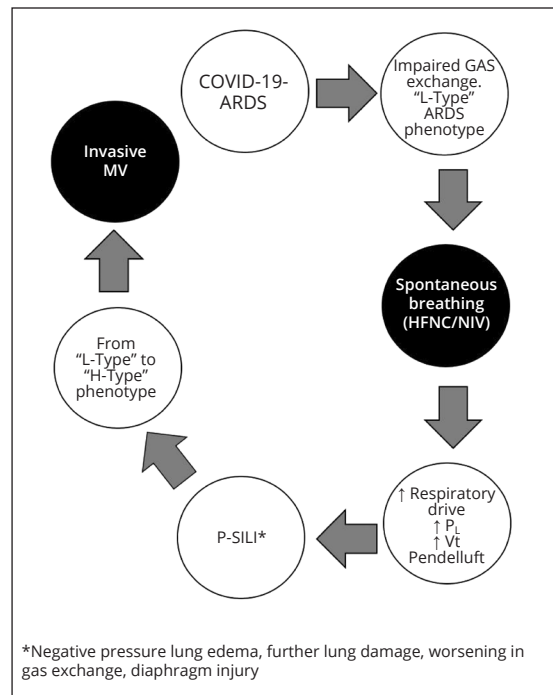 COVID-19-
ARDS
Impaired GAS
exchange.
“L-Type”
ARDS
phenotype
Spontaneous
breathing
(HFNC/NIV)
↑ Respiratory
drive
↑ PL
↑ Vt
Pendelluft
P-SILI*
From
“L-Type” to
“H-Type”
phenotype
Invasive
MV
*Negative pressure lung edema, further lung damage, worsening in
gas exchange, diaphragm injury